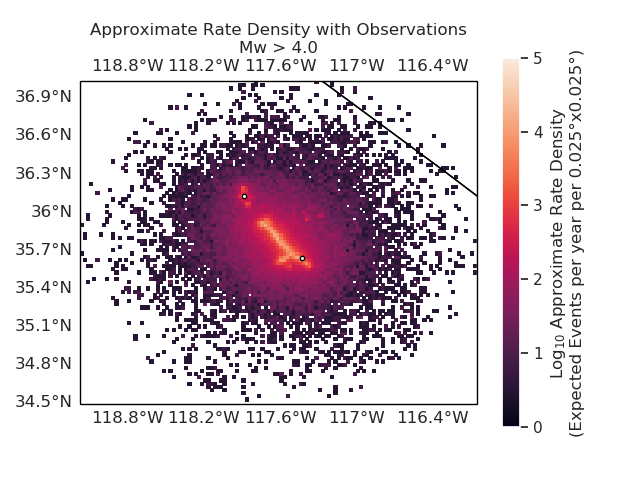 Approximate Rate Density with Observations
Mw > 4.0
118.8°W 118.2°W 117.6°W 117°W 116.4°W
36.9°N
36.6°N
36.3°N
36°N
35.7°N
35.4°N
35.1°N
34.8°N
34.5°N
118.8°W 118.2°W 117.6°W 117°W 116.4°W
5
4
3
2
1
0
Log₁₀ Approximate Rate Density
(Expected Events per year per 0.025°x0.025°)